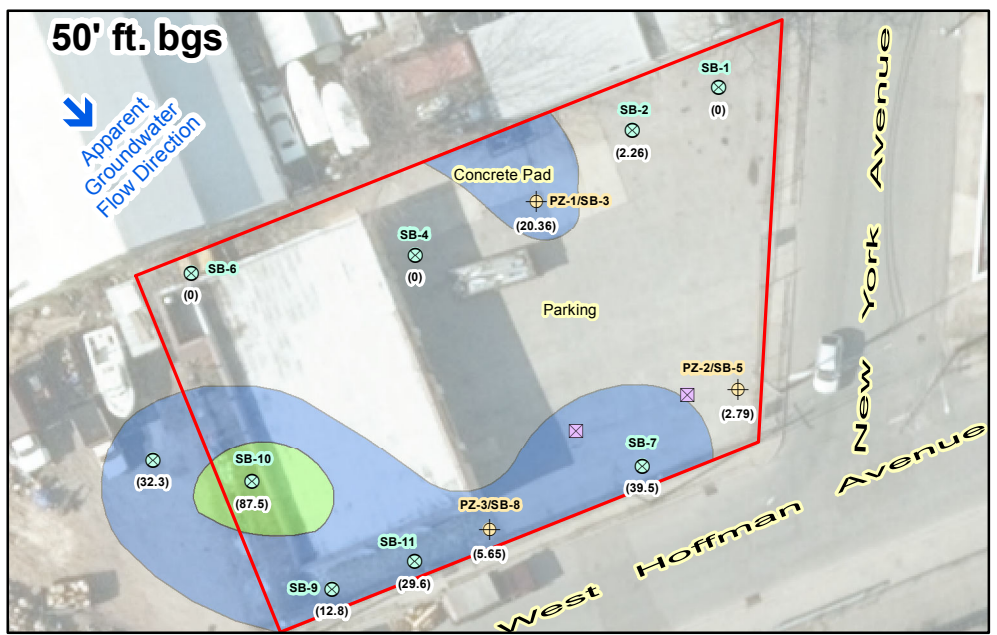 50' ft. bgs
Apparent
Groundwater
Flow Direction
SB-1
(0)
SB-2
(2.26)
Concrete Pad
PZ-1/SB-3
(20.36)
SB-4
(0)
SB-6
(0)
Parking
PZ-2/SB-5
(2.79)
SB-7
(39.5)
(32.3)
SB-10
(87.5)
PZ-3/SB-8
(5.65)
SB-11
(29.6)
SB-9
(12.8)
New York Avenue
West Hoffman Avenue